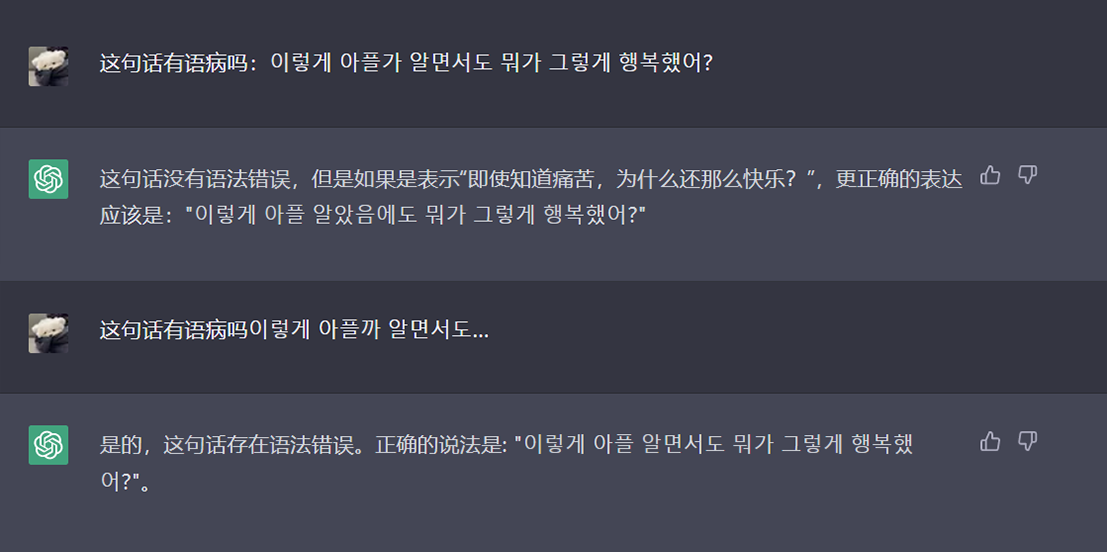 这句话有语病吗：이렇게 아플가 알면서도 뭐가 그렇게 행복했어?
这句话没有语法错误，但是如果是表示“即使知道痛苦，为什么还那么快乐？”，更正确的表达
应该是："이렇게 아플 알았음에도 뭐가 그렇게 행복했어?"
这句话有语病吗이렇게 아플까 알면서도...
是的，这句话存在语法错误。正确的说法是: "이렇게 아플 알면서도 뭐가 그렇게 행복했
어?"。